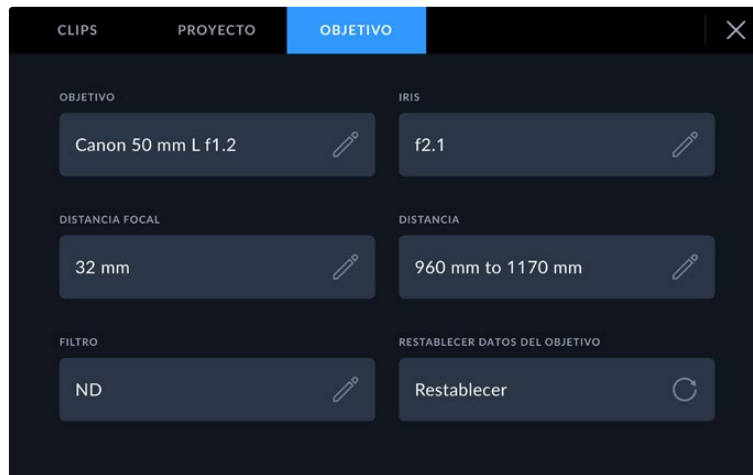 CLIPS PROYECTO OBJETIVO
OBJETIVO IRIS
Canon 50 mm L f1.2 f2.1
DISTANCIA FOCAL DISTANCIA
32 mm 960 mm to 1170 mm
FILTRO RESTABLECER DATOS DEL OBJETIVO
ND Restablecer